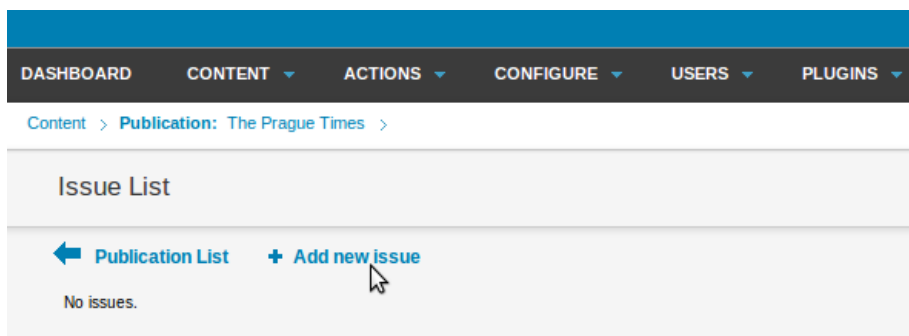 DASHBOARD CONTENT ACTIONS CONFIGURE USERS PLUGINS
Content > Publication: The Prague Times >
Issue List
Publication List + Add new issue
No issues.